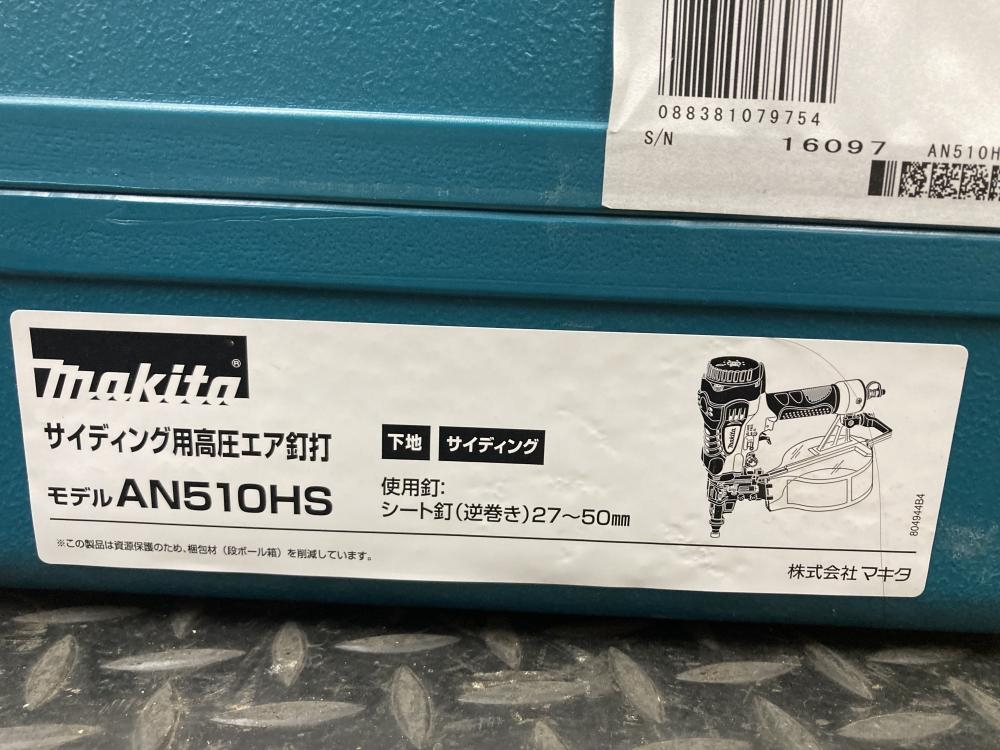 088381079754
S/N 16097 AN510H
makita®
サイディング用高圧エア釘打
モデル AN510HS
下地 サイディング
使用釘:
シート釘(逆巻き)27～50mm
※この製品は資源保護のため、梱包材(段ボール箱)を削減しています。
makita
804944B4
株式会社 マキタ